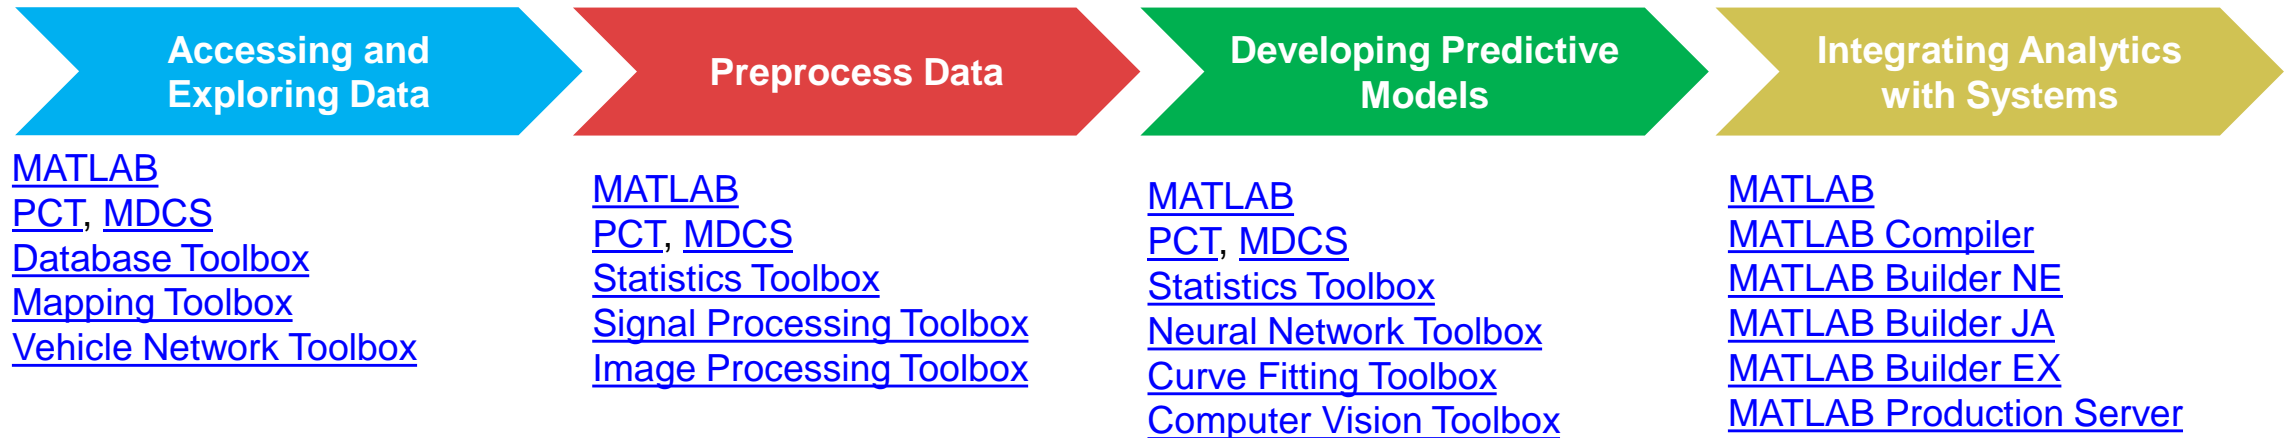 Accessing and
Exploring Data
MATLAB
PCT, MDCS
Database Toolbox
Mapping Toolbox
Vehicle Network Toolbox
Preprocess Data
MATLAB
PCT, MDCS
Statistics Toolbox
Signal Processing Toolbox
Image Processing Toolbox
Developing Predictive
Models
MATLAB
PCT, MDCS
Statistics Toolbox
Neural Network Toolbox
Curve Fitting Toolbox
Computer Vision Toolbox
Integrating Analytics
with Systems
MATLAB
MATLAB Compiler
MATLAB Builder NE
MATLAB Builder JA
MATLAB Builder EX
MATLAB Production Server